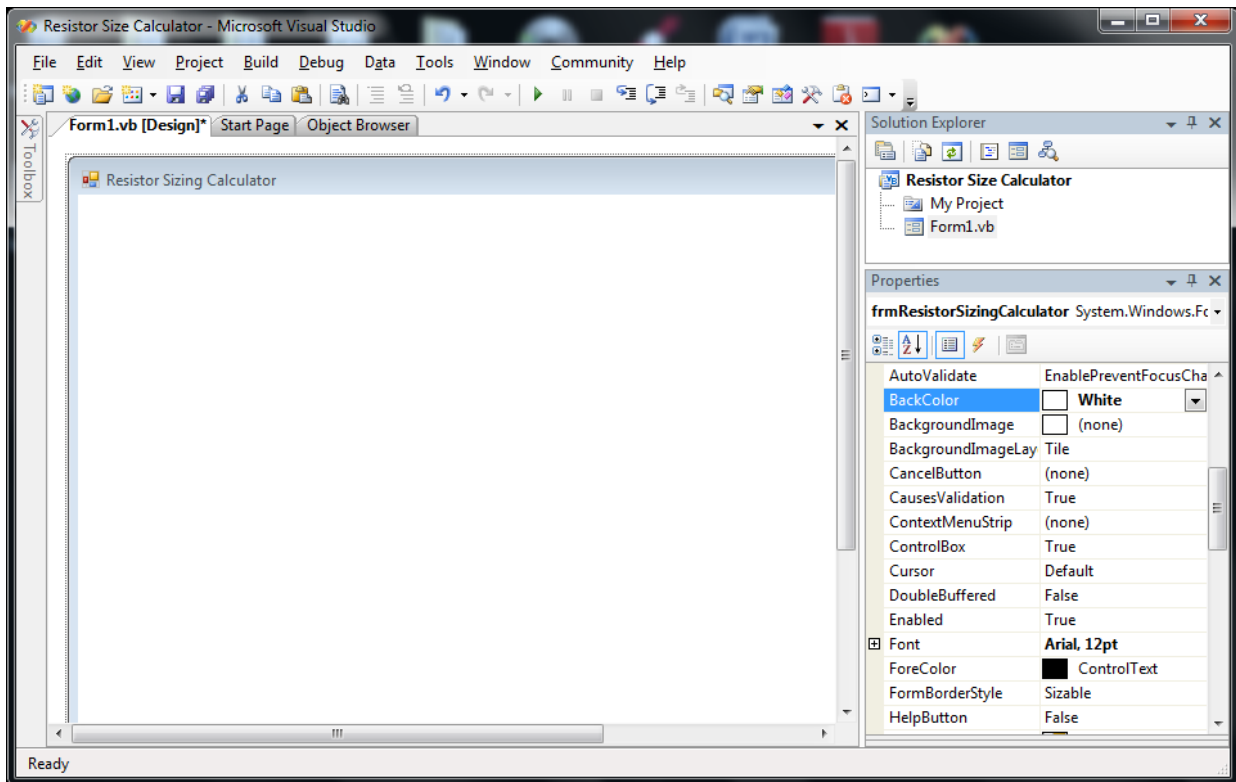 Resistor Size Calculator - Microsoft Visual Studio
File Edit View Project Build Debug Data Tools Window Community Help
Form1.vb [Design]* Start Page Object Browser
Toolbox
Resistor Sizing Calculator
Solution Explorer
Resistor Size Calculator
My Project
Form1.vb
Properties
frmResistorSizingCalculator System.Windows.Fc
AutoValidate EnablePreventFocusCha
BackColor White
BackgroundImage (none)
BackgroundImageLay Tile
CancelButton (none)
CausesValidation True
ContextMenuStrip (none)
ControlBox True
Cursor Default
DoubleBuffered False
Enabled True
Font Arial, 12pt
ForeColor ControlText
FormBorderStyle Sizable
HelpButton False
Ready